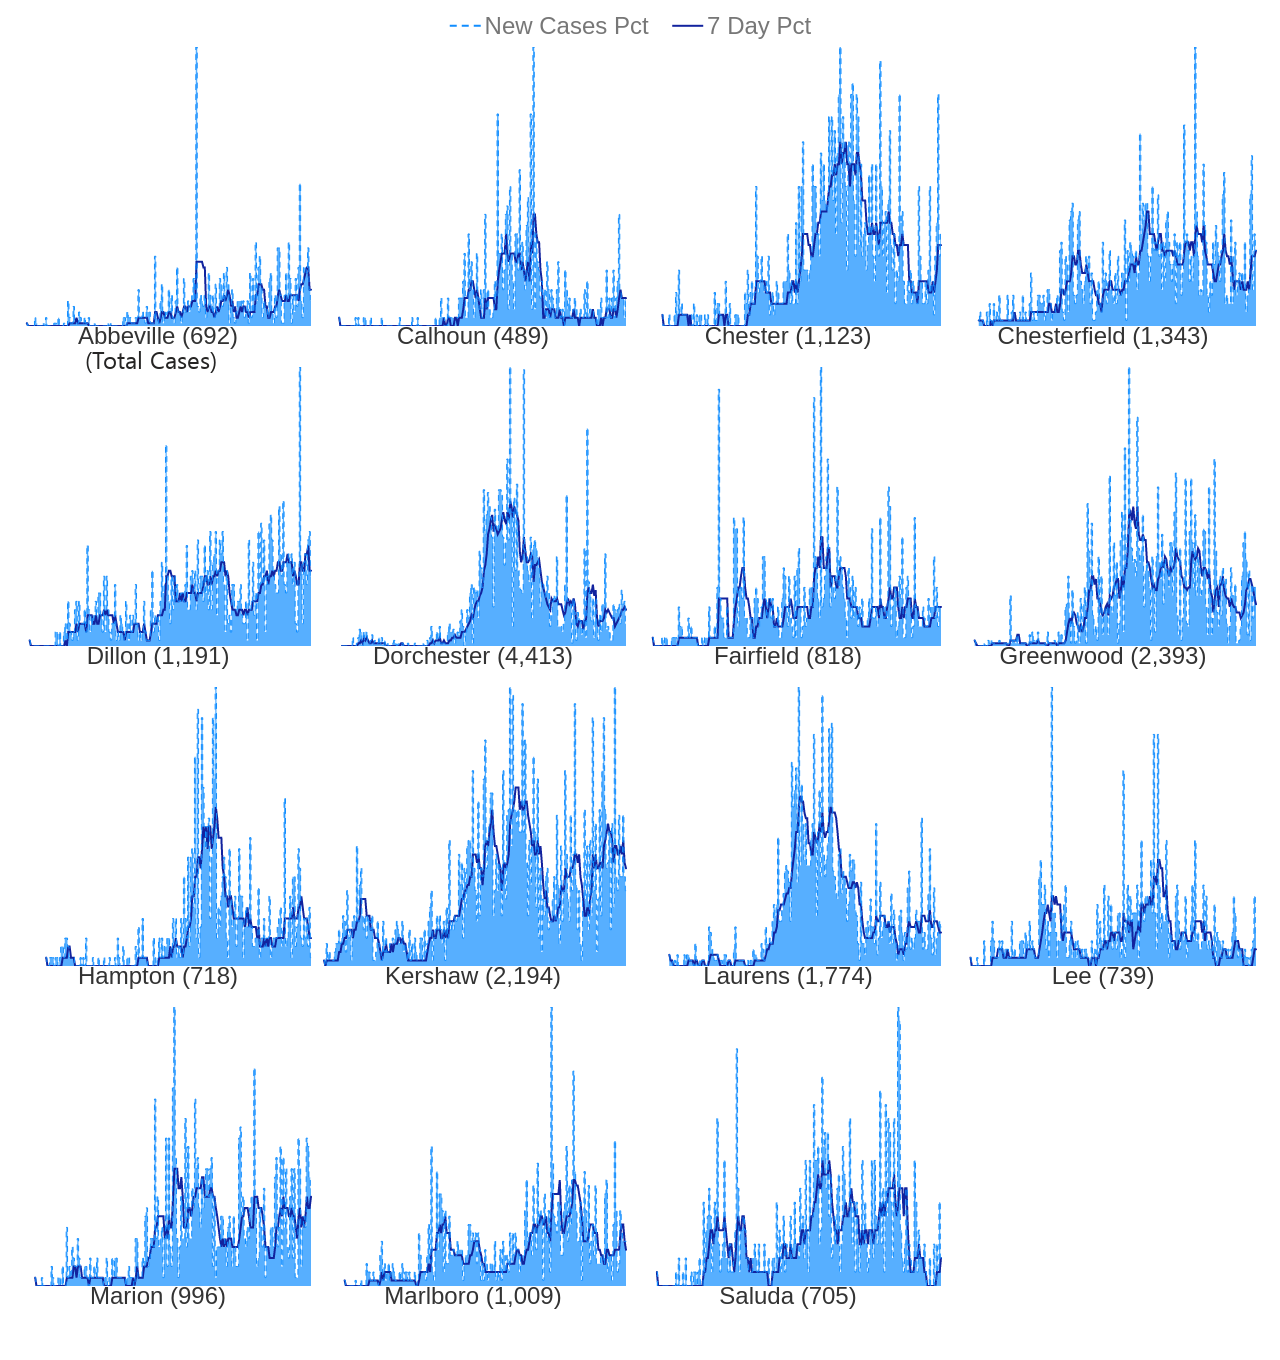 New Cases Pct 7 Day Pct
Abbeville (692) Calhoun (489) Chester (1,123) Chesterfield (1,343)
(Total Cases)
Dillon (1,191) Dorchester (4,413) Fairfield (818) Greenwood (2,393)
Hampton (718) Kershaw (2,194) Laurens (1,774) Lee (739)
Marion (996) Marlboro (1,009) Saluda (705)